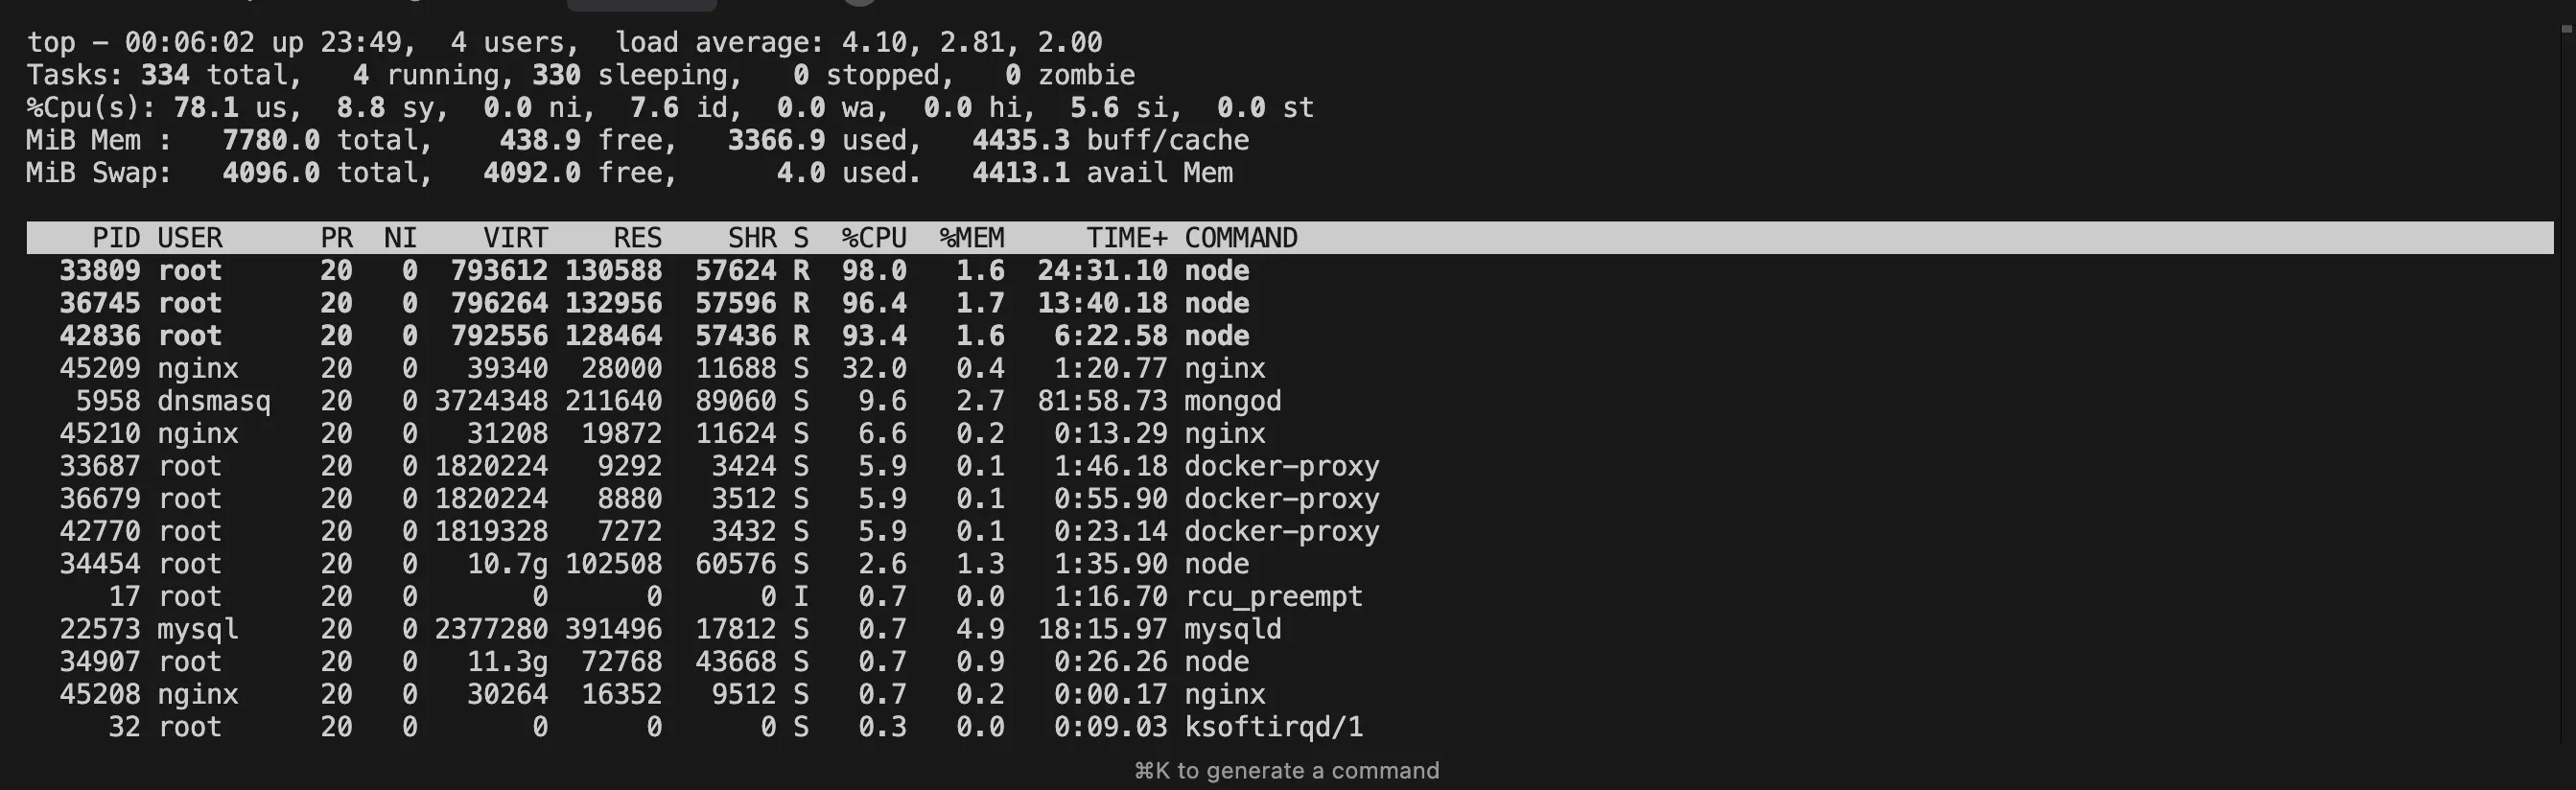 top - 00:06:02 up 23:49,  4 users,  load average: 4.10, 2.81, 2.00
Tasks: 334 total,   4 running, 330 sleeping,   0 stopped,   0 zombie
%Cpu(s): 78.1 us,  8.8 sy,  0.0 ni,  7.6 id,  0.0 wa,  0.0 hi,  5.6 si,  0.0 st
MiB Mem :   7780.0 total,    438.9 free,   3366.9 used,   4435.3 buff/cache
MiB Swap:   4096.0 total,   4092.0 free,      4.0 used.   4413.1 avail Mem
    PID USER      PR  NI    VIRT    RES    SHR S  %CPU  %MEM     TIME+ COMMAND
  33809 root      20   0  793612 130588  57624 R  98.0   1.6  24:31.10 node
  36745 root      20   0  796264 132956  57596 R  96.4   1.7  13:40.18 node
  42836 root      20   0  792556 128464  57436 R  93.4   1.6   6:22.58 node
  45209 nginx     20   0   39340  28000  11688 S  32.0   0.4   1:20.77 nginx
   5958 dnsmasq   20   0 3724348 211640  89060 S   9.6   2.7  81:58.73 mongod
  45210 nginx     20   0   31208  19872  11624 S   6.6   0.2   0:13.29 nginx
  33687 root      20   0 1820224   9292   3424 S   5.9   0.1   1:46.18 docker-proxy
  36679 root      20   0 1820224   8880   3512 S   5.9   0.1   0:55.90 docker-proxy
  42770 root      20   0 1819328   7272   3432 S   5.9   0.1   0:23.14 docker-proxy
  34454 root      20   0   10.7g 102508  60576 S   2.6   1.3   1:35.90 node
     17 root      20   0       0      0      0 I   0.7   0.0   1:16.70 rcu_preempt
  22573 mysql     20   0 2377280 391496  17812 S   0.7   4.9  18:15.97 mysqld
  34907 root      20   0   11.3g  72768  43668 S   0.7   0.9   0:26.26 node
  45208 nginx     20   0   30264  16352   9512 S   0.7   0.2   0:00.17 nginx
     32 root      20   0       0      0      0 S   0.3   0.0   0:09.03 ksoftirqd/1
⌘K to generate a command